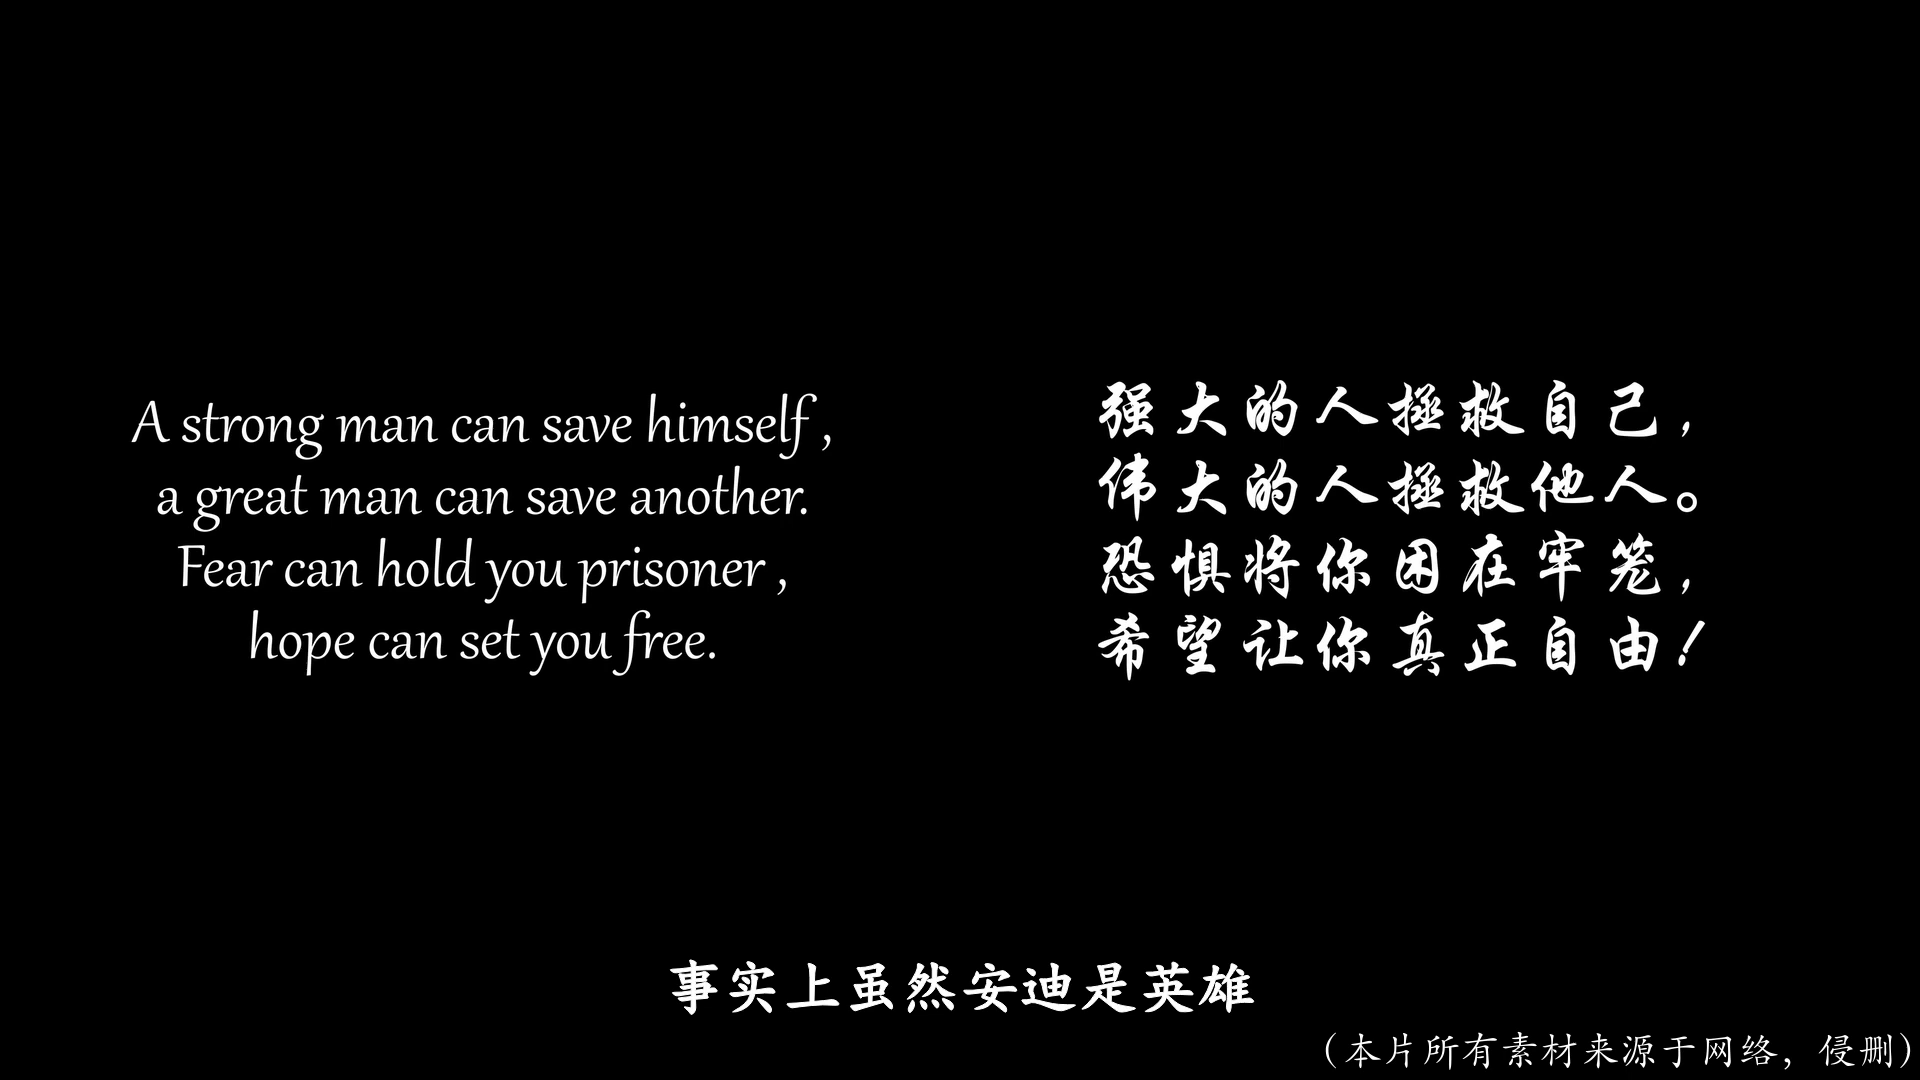 A strong man can save himself ,
a great man can save another.
Fear can hold you prisoner ,
hope can set you free.
强大的人拯救自己，
伟大的人拯救他人。
恐惧将你困在牢笼，
希望让你真正自由！
事实上虽然安迪是英雄
（本片所有素材来源于网络，侵删）